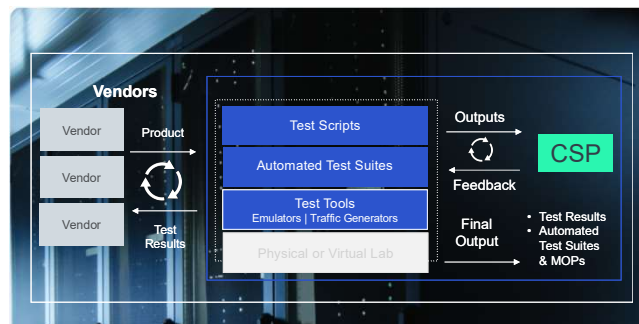 Vendors
Vendor
Vendor
Vendor
Product
Test
Results
Test Scripts
Automated Test Suites
Test Tools
Emulators | Traffic Generators
Physical or Virtual Lab
Outputs
Feedback
CSP
Final
Output
• Test Results
• Automated
Test Suites
& MOPs